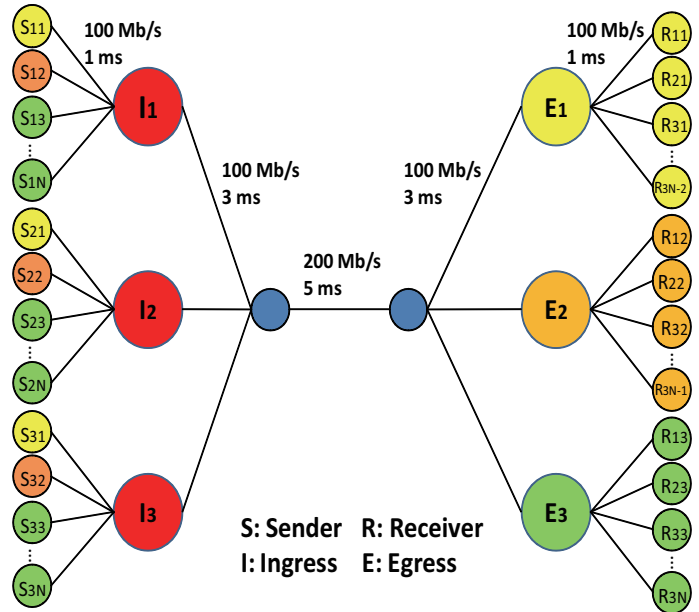 S11
S12
S13
S1N
S21
S22
S23
S2N
S31
S32
S33
S3N
100 Mb/s
1 ms
I1
I2
I3
100 Mb/s
3 ms
200 Mb/s
5 ms
100 Mb/s
3 ms
100 Mb/s
1 ms
E1
E2
E3
R11
R21
R31
R3N-2
R12
R22
R32
R3N-1
R13
R23
R33
R3N
S: Sender R: Receiver
I: Ingress E: Egress